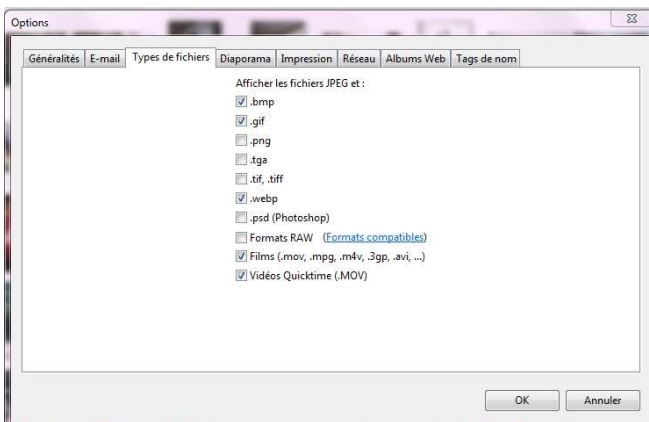 Options
Généralités E-mail Types de fichiers Diaporama Impression Réseau Albums Web Tags de nom
Afficher les fichiers JPEG et :
.bmp
.gif
.png
.tga
.tif, .tiff
.webp
.psd (Photoshop)
Formats RAW (Formats compatibles)
Films (.mov, .mpg, .m4v, .3gp, .avi, ...)
Vidéos Quicktime (.MOV)
OK Annuler